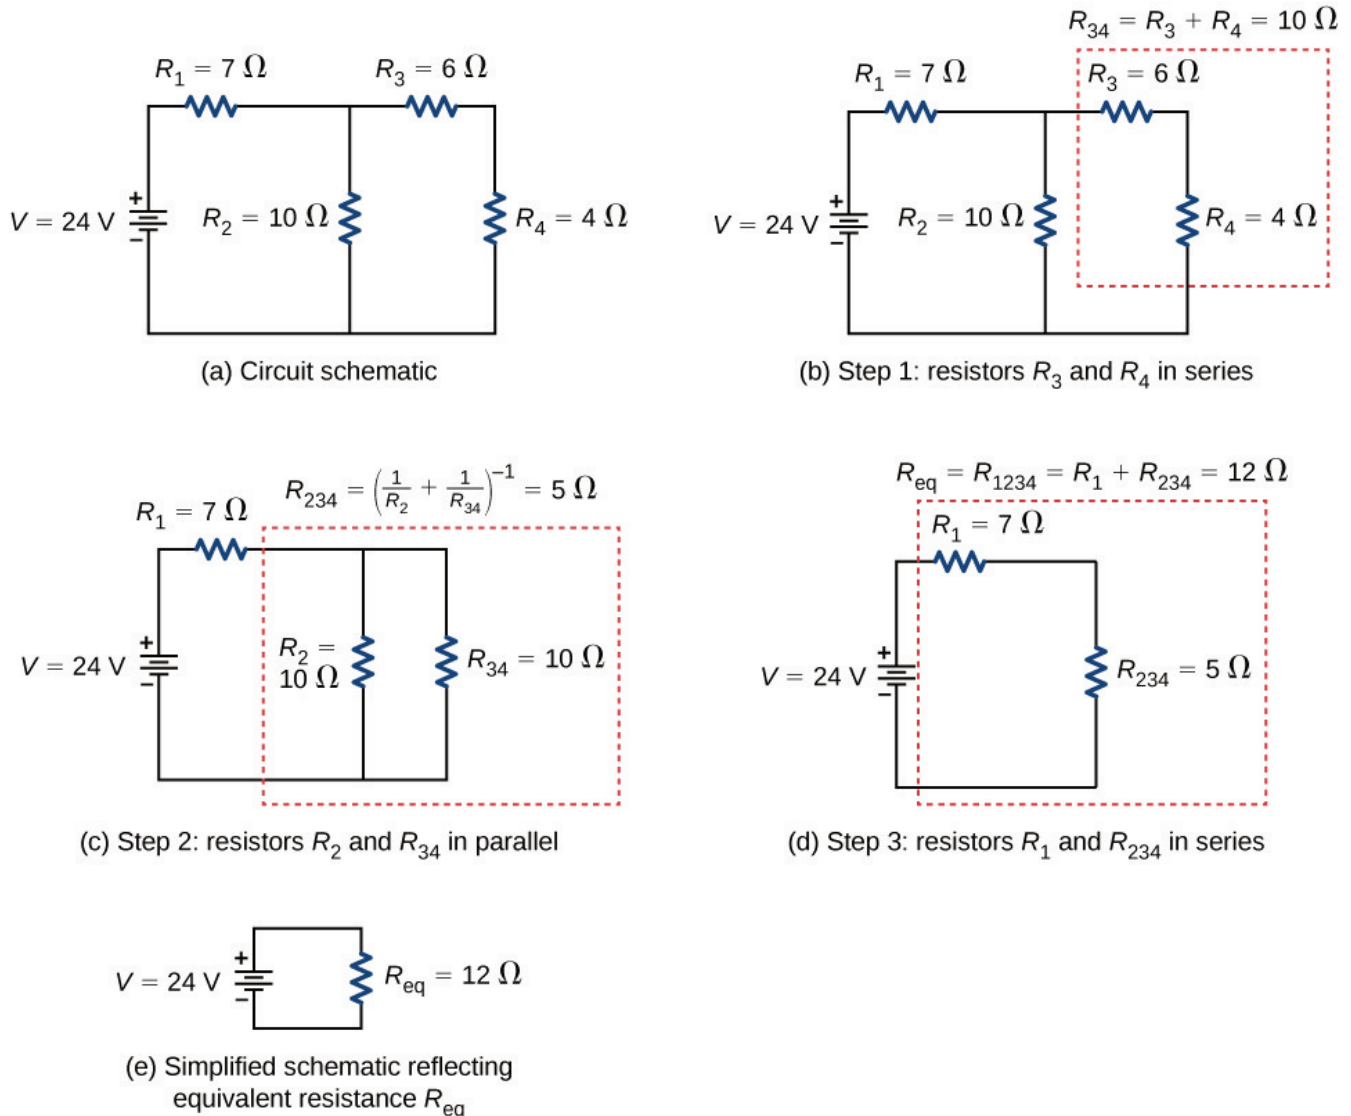 R1 = 7 Ω
R3 = 6 Ω
V = 24 V
+
−
R2 = 10 Ω
R4 = 4 Ω
(a) Circuit schematic
R34 = R3 + R4 = 10 Ω
R1 = 7 Ω
R3 = 6 Ω
V = 24 V
+
−
R2 = 10 Ω
R4 = 4 Ω
(b) Step 1: resistors R3 and R4 in series
R234 = (1/R2 + 1/R34)−1 = 5 Ω
R1 = 7 Ω
V = 24 V
+
−
R2 =
10 Ω
R34 = 10 Ω
(c) Step 2: resistors R2 and R34 in parallel
Req = R1234 = R1 + R234 = 12 Ω
R1 = 7 Ω
V = 24 V
+
−
R234 = 5 Ω
(d) Step 3: resistors R1 and R234 in series
V = 24 V
+
−
Req = 12 Ω
(e) Simplified schematic reflecting
equivalent resistance Req